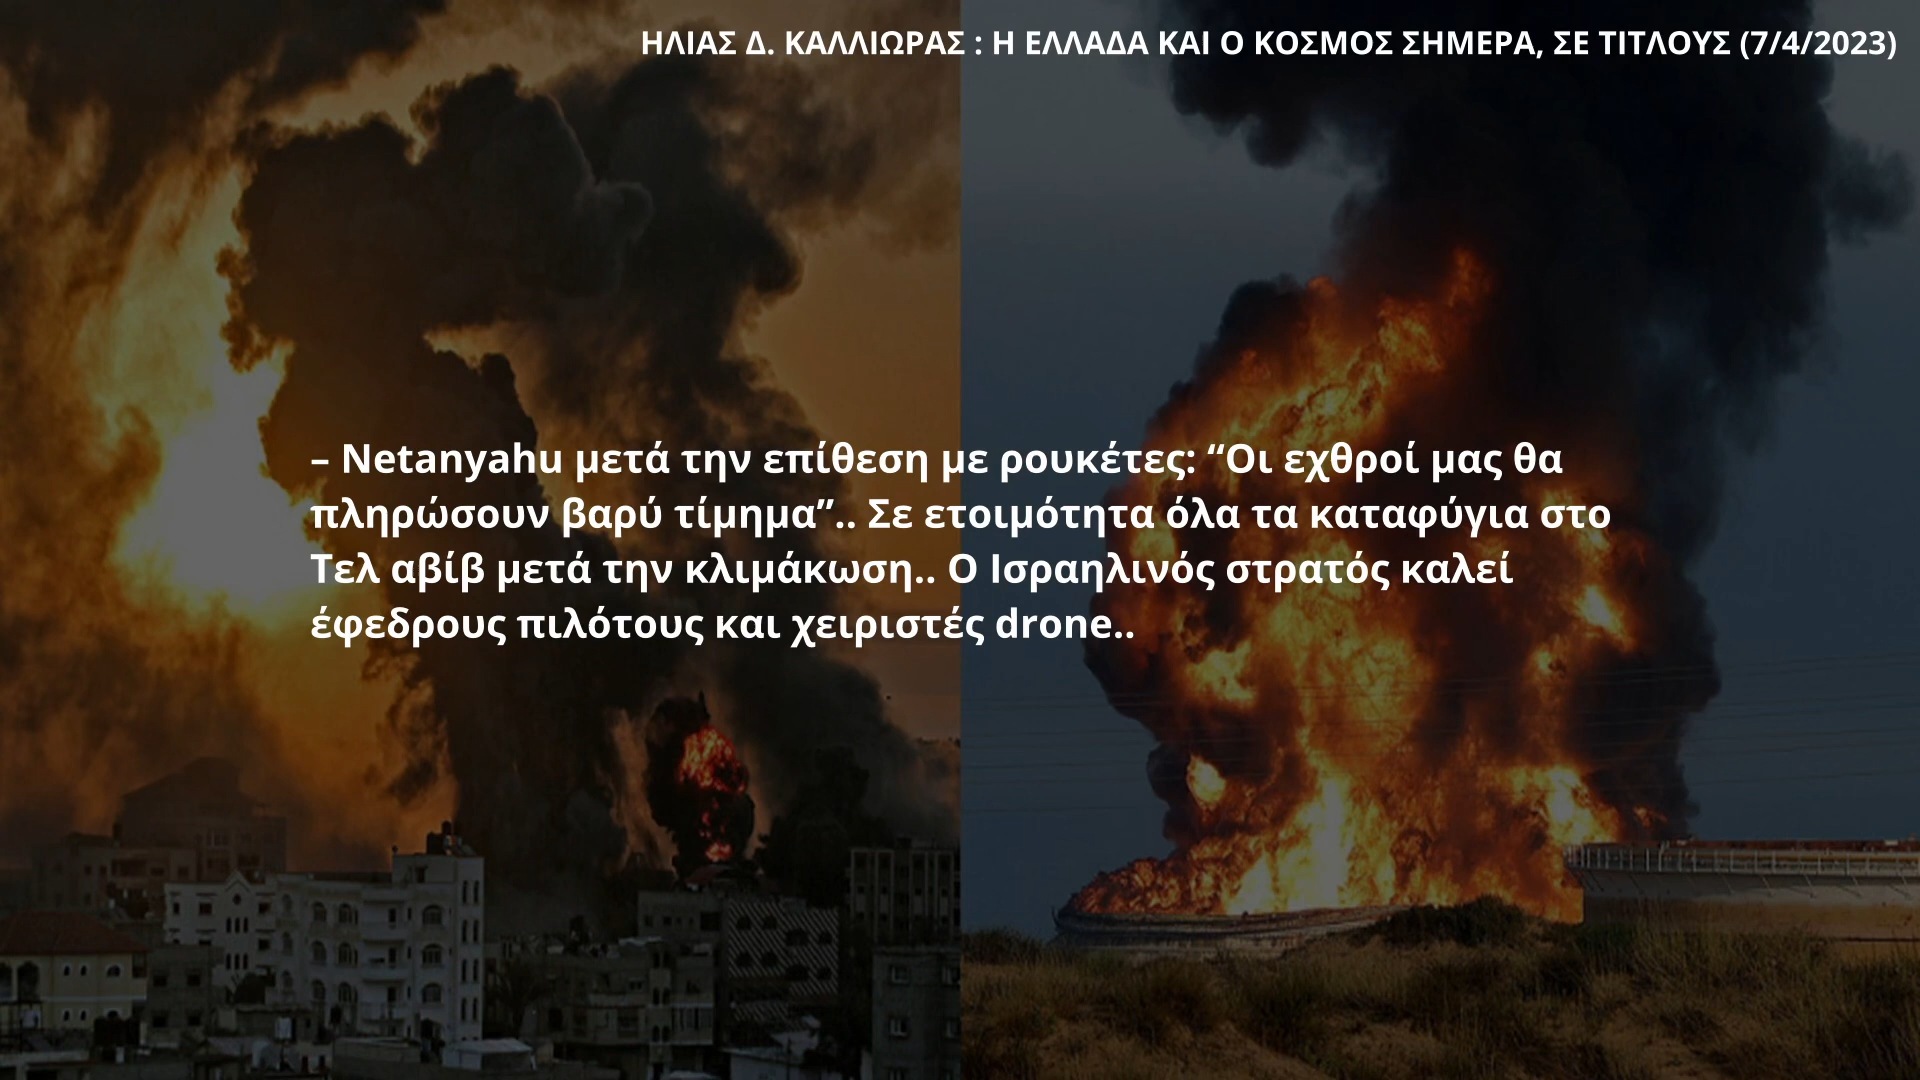 ΗΛΙΑΣ Δ. ΚΑΛΛΙΩΡΑΣ : Η ΕΛΛΑΔΑ ΚΑΙ Ο ΚΟΣΜΟΣ ΣΗΜΕΡΑ, ΣΕ ΤΙΤΛΟΥΣ (7/4/2023)
– Netanyahu μετά την επίθεση με ρουκέτες: “Οι εχθροί μας θα
πληρώσουν βαρύ τίμημα”.. Σε ετοιμότητα όλα τα καταφύγια στο
Τελ αβίβ μετά την κλιμάκωση.. Ο Ισραηλινός στρατός καλεί
έφεδρους πιλότους και χειριστές drone..